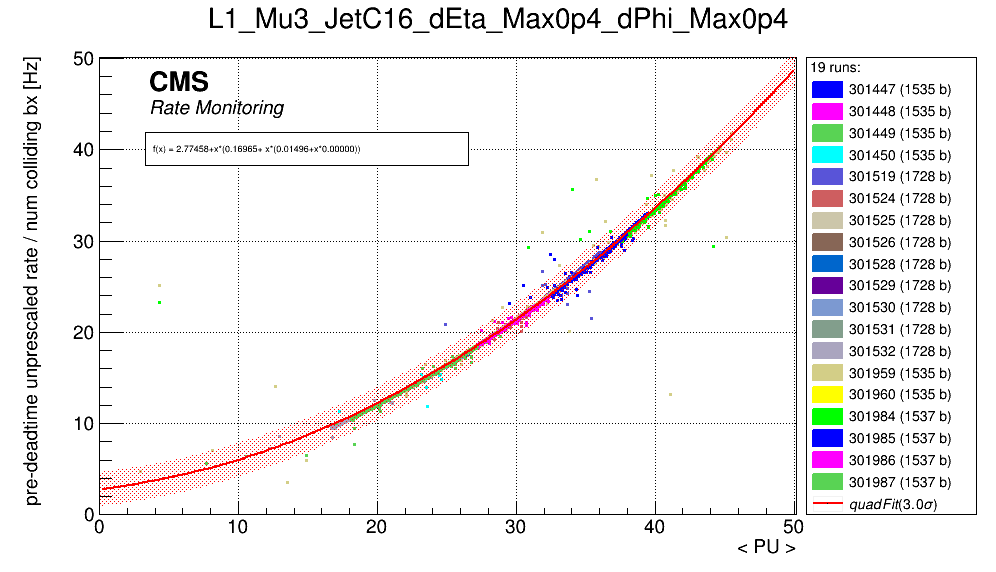 L1_Mu3_JetC16_dEta_Max0p4_dPhi_Max0p4
pre-deadtime unprescaled rate / num colliding bx [Hz]
50
40
30
20
10
0
CMS
Rate Monitoring
f(x) = 2.77458+x*(0.16965+ x*(0.01496+x*0.00000))
0 10 20 30 40 50
< PU >
19 runs:
301447 (1535 b)
301448 (1535 b)
301449 (1535 b)
301450 (1535 b)
301519 (1728 b)
301524 (1728 b)
301525 (1728 b)
301526 (1728 b)
301528 (1728 b)
301529 (1728 b)
301530 (1728 b)
301531 (1728 b)
301532 (1728 b)
301959 (1535 b)
301960 (1535 b)
301984 (1537 b)
301985 (1537 b)
301986 (1537 b)
301987 (1537 b)
quadFit(3.0σ)